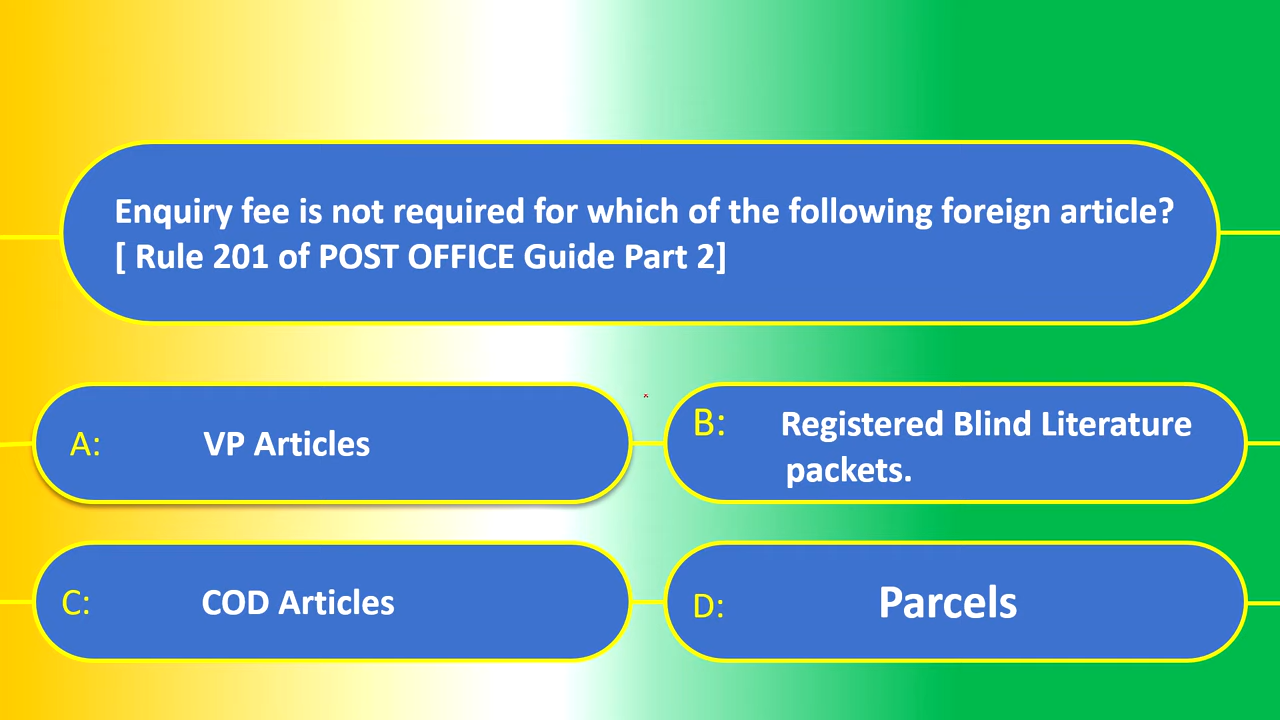 Enquiry fee is not required for which of the following foreign article?
[ Rule 201 of POST OFFICE Guide Part 2]
A: VP Articles
B: Registered Blind Literature
packets.
C: COD Articles
D: Parcels